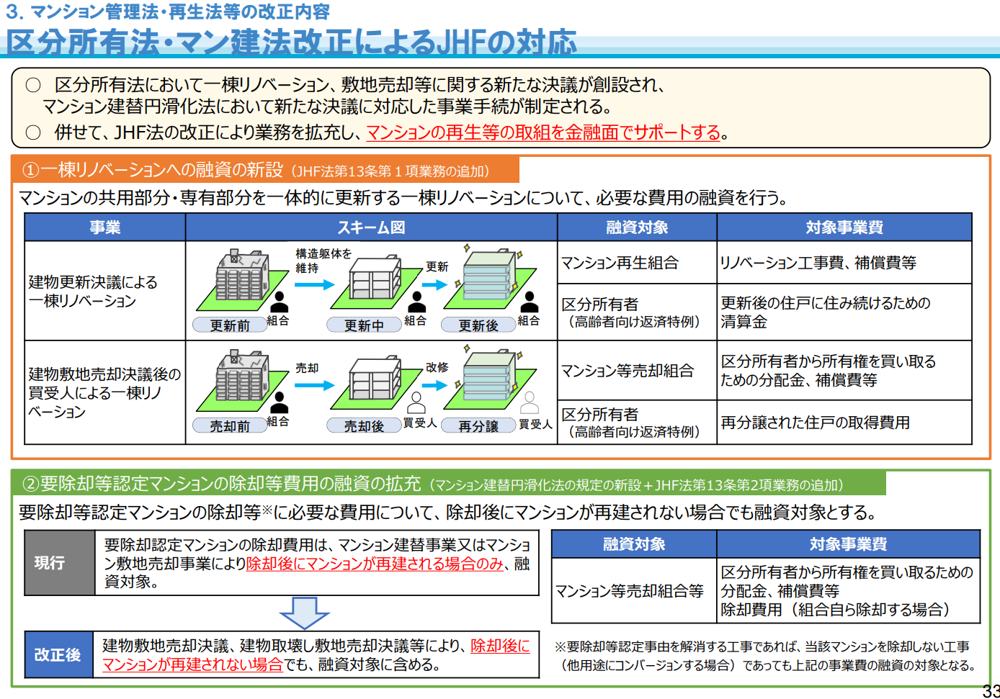 3．マンション管理法・再生法等の改正内容
区分所有法・マン建法改正によるJHFの対応
○　区分所有法において一棟リノベーション、敷地売却等に関する新たな決議が創設され、
マンション建替円滑化法において新たな決議に対応した事業手続が制定される。
○　併せて、JHF法の改正により業務を拡充し、マンションの再生等の取組を金融面でサポートする。
①一棟リノベーションへの融資の新設（JHF法第13条第１項業務の追加）
マンションの共用部分・専有部分を一体的に更新する一棟リノベーションについて、必要な費用の融資を行う。
事業　スキーム図　融資対象　対象事業費
建物更新決議による
一棟リノベーション
構造躯体を
維持
更新
組合　組合　組合
更新前　更新中　更新後
マンション再生組合
リノベーション工事費、補償費等
区分所有者
（高齢者向け返済特例）
更新後の住戸に住み続けるための
清算金
建物敷地売却決議後の
買受人による一棟リノ
ベーション
売却
改修
組合　買受人　買受人
売却前　売却後　再分譲
マンション等売却組合
区分所有者から所有権を買い取る
ための分配金、補償費等
区分所有者
（高齢者向け返済特例）
再分譲された住戸の取得費用
②要除却等認定マンションの除却等費用の融資の拡充（マンション建替円滑化法の規定の新設＋JHF法第13条第2項業務の追加）
要除却等認定マンションの除却等※に必要な費用について、除却後にマンションが再建されない場合でも融資対象とする。
現行
要除却認定マンションの除却費用は、マンション建替事業又はマンショ
ン敷地売却事業により除却後にマンションが再建される場合のみ、融
資対象。
改正後
建物敷地売却決議、建物取壊し敷地売却決議等により、除却後に
マンションが再建されない場合でも、融資対象に含める。
融資対象　対象事業費
マンション等売却組合等
区分所有者から所有権を買い取るための
分配金、補償費等
除却費用（組合自ら除却する場合）
※要除却等認定事由を解消する工事であれば、当該マンションを除却しない工事
（他用途にコンバージョンする場合）であっても上記の事業費の融資の対象となる。
33